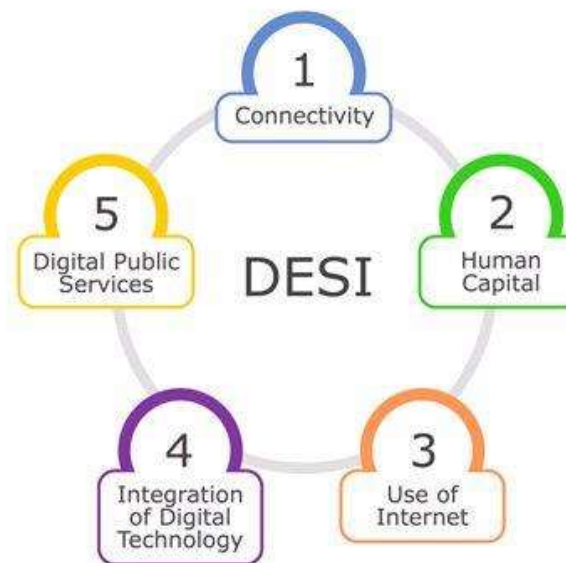 1
Connectivity
2
Human
Capital
3
Use of
Internet
4
Integration
of Digital
Technology
5
Digital Public
Services
DESI